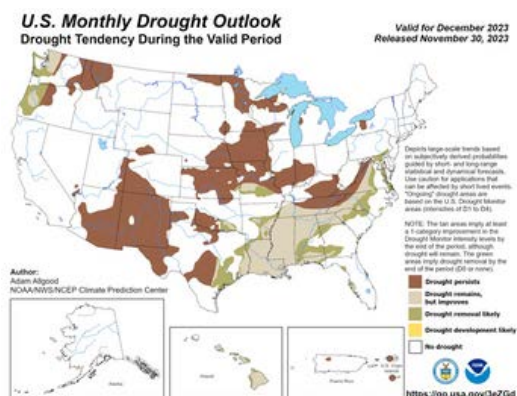 U.S. Monthly Drought Outlook
Drought Tendency During the Valid Period
Valid for December 2023
Released November 30, 2023
Depicts large-scale trends based
on subjectively derived probabilities
guided by short- and long-range
statistical and dynamical forecasts.
Use caution for applications that
can be affected by short lived events.
"Ongoing" drought areas are
based on the U.S. Drought Monitor
areas (intensities of D1 to D4).
NOTE: The tan areas imply at least
a 1-category improvement in the
Drought Monitor intensity levels by
the end of the period, although
drought will remain. The green
areas imply drought removal by the
end of the period (D0 or none).
Author:
Adam Allgood
NOAA/NWS/NCEP Climate Prediction Center
Drought persists
Drought remains,
but improves
Drought removal likely
Drought development likely
No drought
Alaska
Hawaii
Puerto Rico
https://go.usa.gov/3eZGd